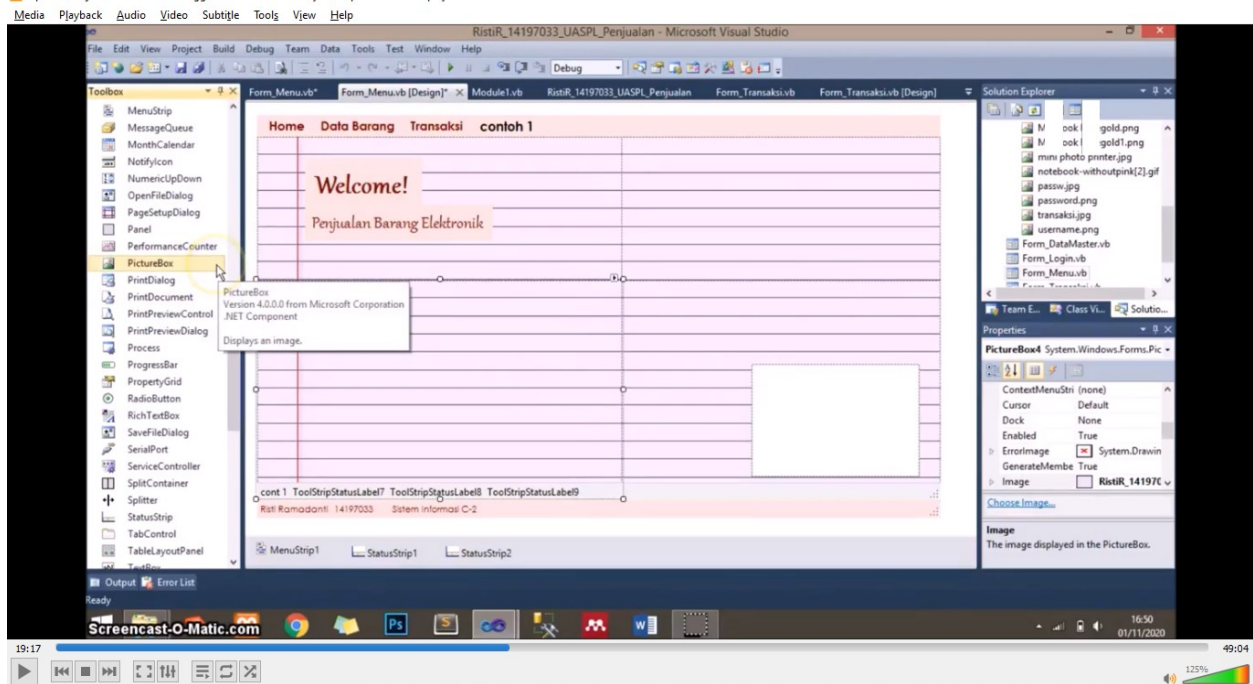 Media Playback Audio Video Subtitle Tools View Help
RistiR_14197033_UASPL_Penjualan - Microsoft Visual Studio
File Edit View Project Build Debug Team Data Tools Test Window Help
Debug
Toolbox
Form_Menu.vb* Form_Menu.vb [Design]* Module1.vb RistiR_14197033_UASPL_Penjualan Form_Transaksi.vb Form_Transaksi.vb [Design]
MenuStrip
MessageQueue
MonthCalendar
NotifyIcon
NumericUpDown
OpenFileDialog
PageSetupDialog
Panel
PerformanceCounter
PictureBox
PrintDialog
PrintDocument
PrintPreviewControl
PrintPreviewDialog
Process
ProgressBar
PropertyGrid
RadioButton
RichTextBox
SaveFileDialog
SerialPort
ServiceController
SplitContainer
Splitter
StatusStrip
TabControl
TableLayoutPanel
TextBox
Home Data Barang Transaksi contoh 1
Welcome!
Penjualan Barang Elektronik
PictureBox
Version 4.0.0.0 from Microsoft Corporation
.NET Component
Displays an image.
cont 1 ToolStripStatusLabel7 ToolStripStatusLabel8 ToolStripStatusLabel9
Risti Ramadanti 14197033 Sistem Informasi C-2
MenuStrip1 StatusStrip1 StatusStrip2
Solution Explorer
gold.png
gold1.png
mini photo printer.jpg
notebook-withoutpink[2].gif
passw.jpg
password.png
transaksi.jpg
username.png
Form_DataMaster.vb
Form_Login.vb
Form_Menu.vb
Team E... Class Vi... Solutio...
Properties
PictureBox4 System.Windows.Forms.Pic
ContextMenuStri (none)
Cursor Default
Dock None
Enabled True
ErrorImage System.Drawin
GenerateMembe True
Image RistiR_14197
Choose Image...
Image
The image displayed in the PictureBox.
Output Error List
Ready
Screencast-O-Matic.com
Ps S W
16:50
01/11/2020
19:17 49:04
125%